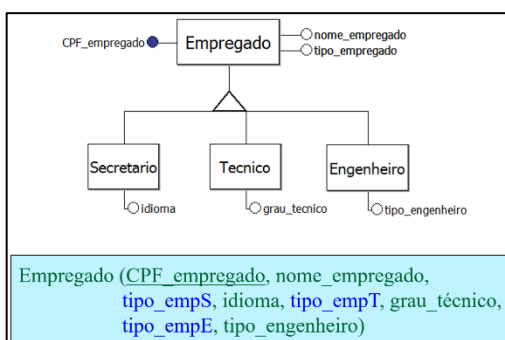 CPF_empregado
Empregado
nome_empregado
tipo_empregado
Secretario
Tecnico
Engenheiro
idioma
grau_tecnico
tipo_engenheiro
Empregado (CPF_empregado, nome_empregado,
tipo_empS, idioma, tipo_empT, grau_técnico,
tipo_empE, tipo_engenheiro)